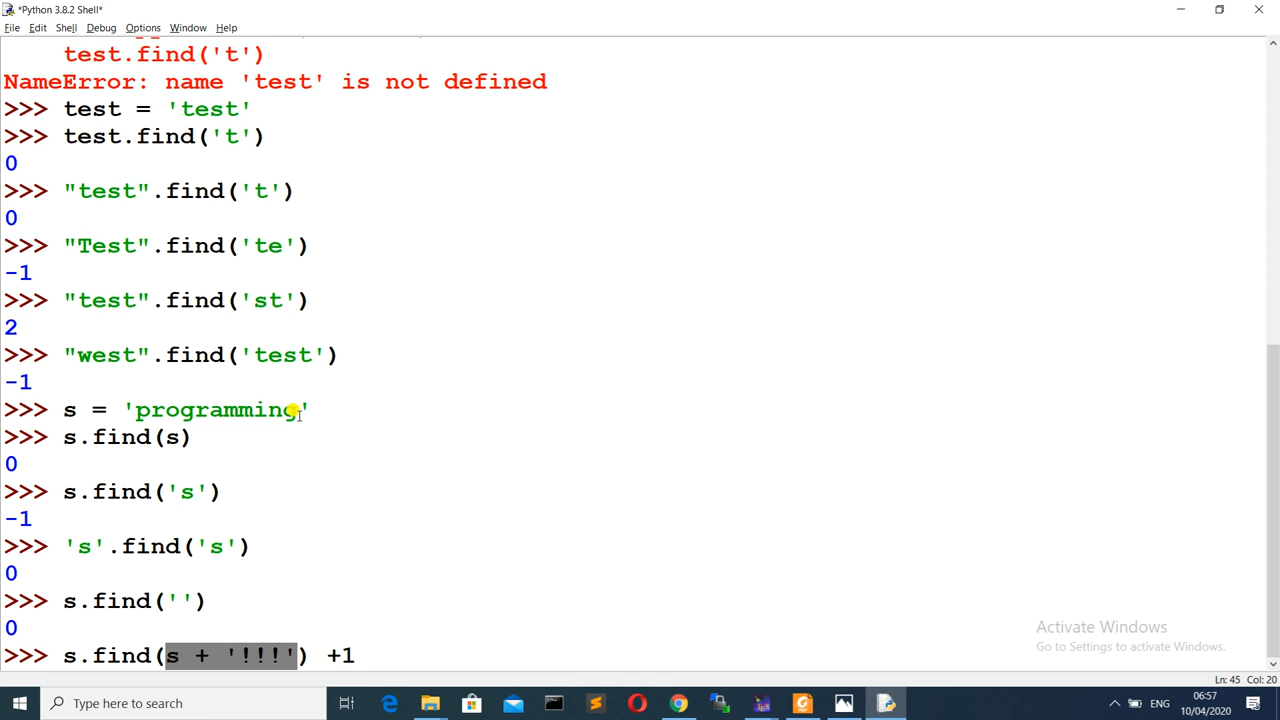 *Python 3.8.2 Shell*
File Edit Shell Debug Options Window Help
test.find('t')
NameError: name 'test' is not defined
>>> test = 'test'
>>> test.find('t')
0
>>> "test".find('t')
0
>>> "Test".find('te')
-1
>>> "test".find('st')
2
>>> "west".find('test')
-1
>>> s = 'programming'
>>> s.find(s)
0
>>> s.find('s')
-1
>>> 's'.find('s')
0
>>> s.find('')
0
>>> s.find(s + '!!!') +1
Activate Windows
Go to Settings to activate Windows.
Ln: 45 Col: 20
Type here to search
ENG
06:57
10/04/2020